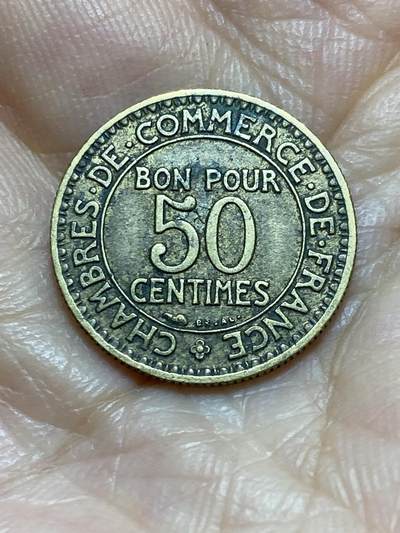 CHAMBRES·DE·COMMERCE·DE·FRANCE
BON POUR
50
CENTIMES